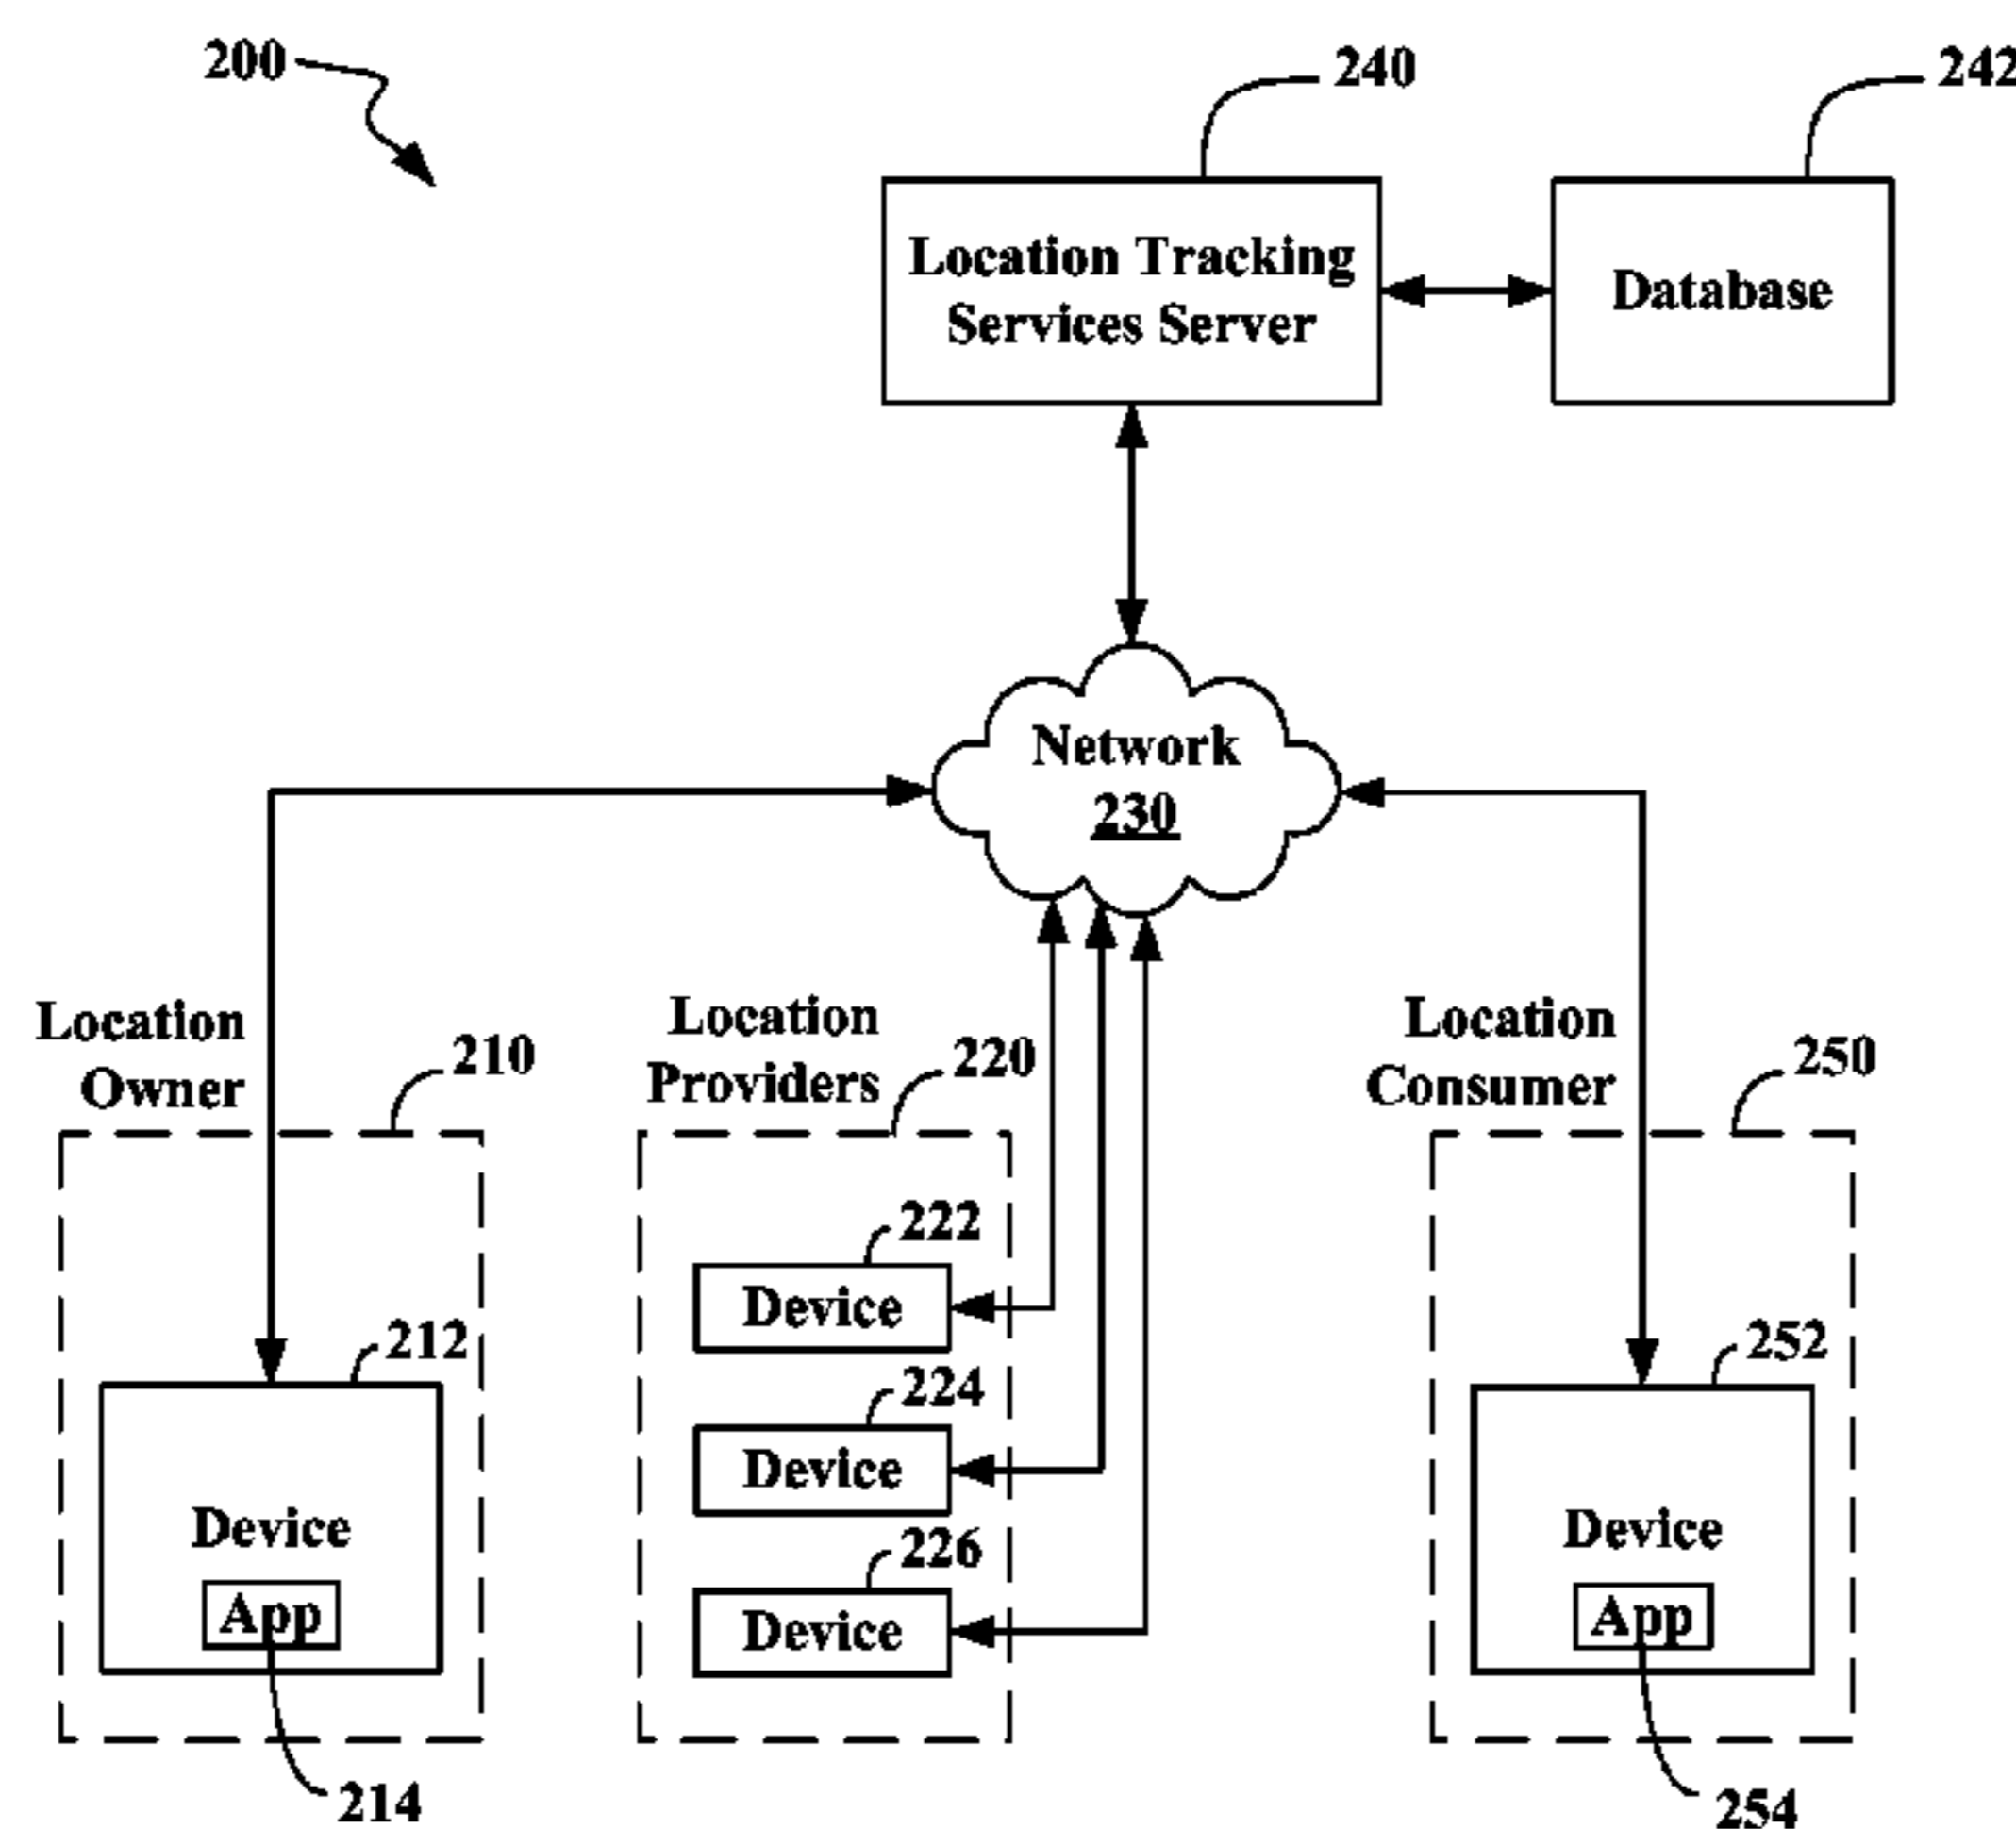 200
240
242
Location Tracking
Services Server
Database
Network
230
Location
Owner
210
Location
Providers
220
Location
Consumer
250
222
Device
212
Device
App
214
224
Device
226
Device
252
Device
App
254